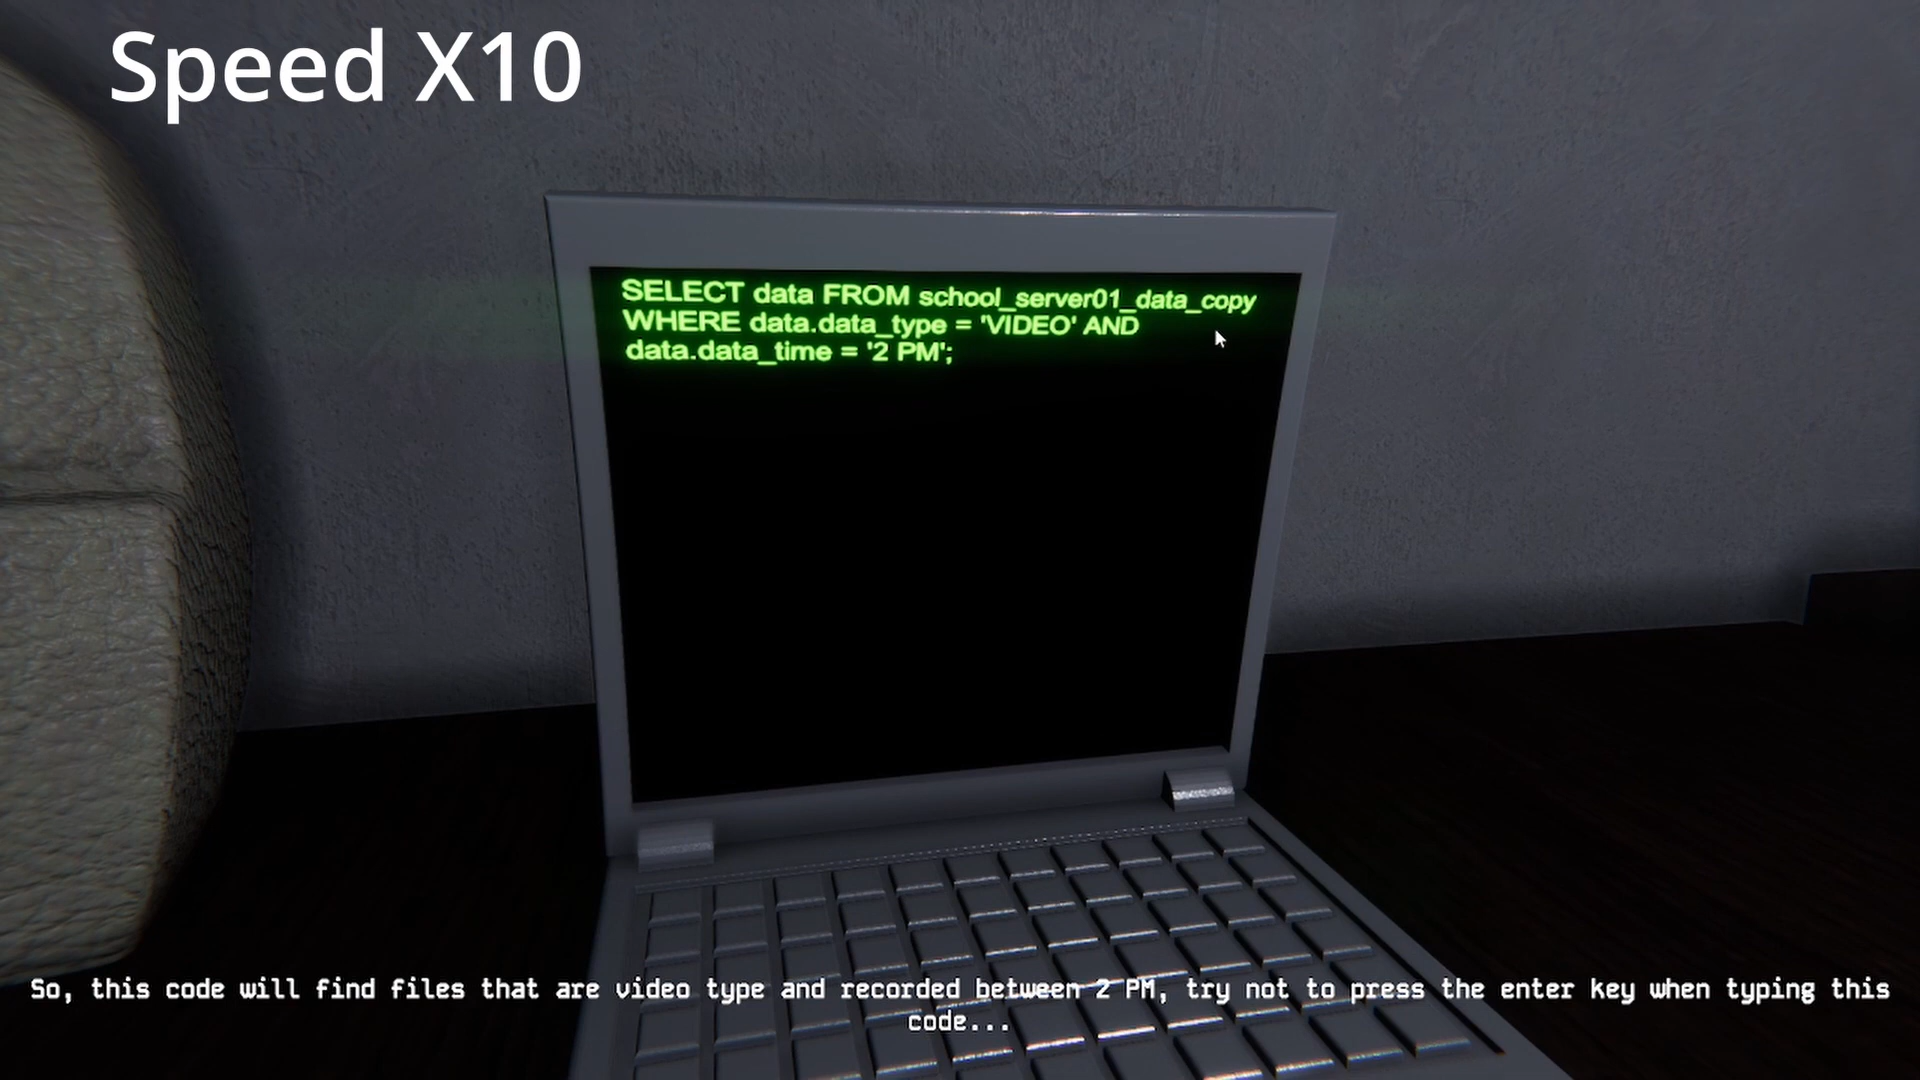 Speed X10
SELECT data FROM school_server01_data_copy
WHERE data.data_type = 'VIDEO' AND
data.data_time = '2 PM';
So, this code will find files that are video type and recorded between 2 PM, try not to press the enter key when typing this
code...